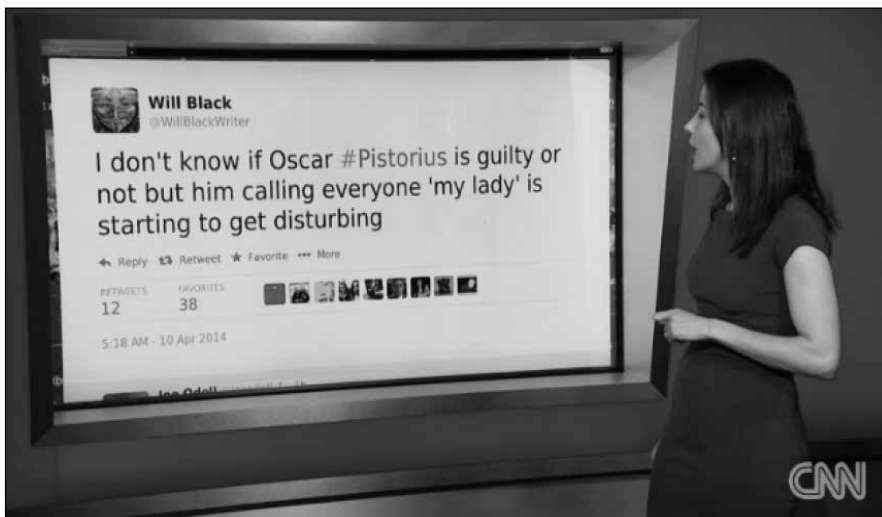 Will Black
@WillBlackWriter
I don't know if Oscar #Pistorius is guilty or
not but him calling everyone 'my lady' is
starting to get disturbing
Reply Retweet Favorite ••• More
RETWEETS FAVORITES
12 38
5:18 AM - 10 Apr 2014
Joe Odell
CNN